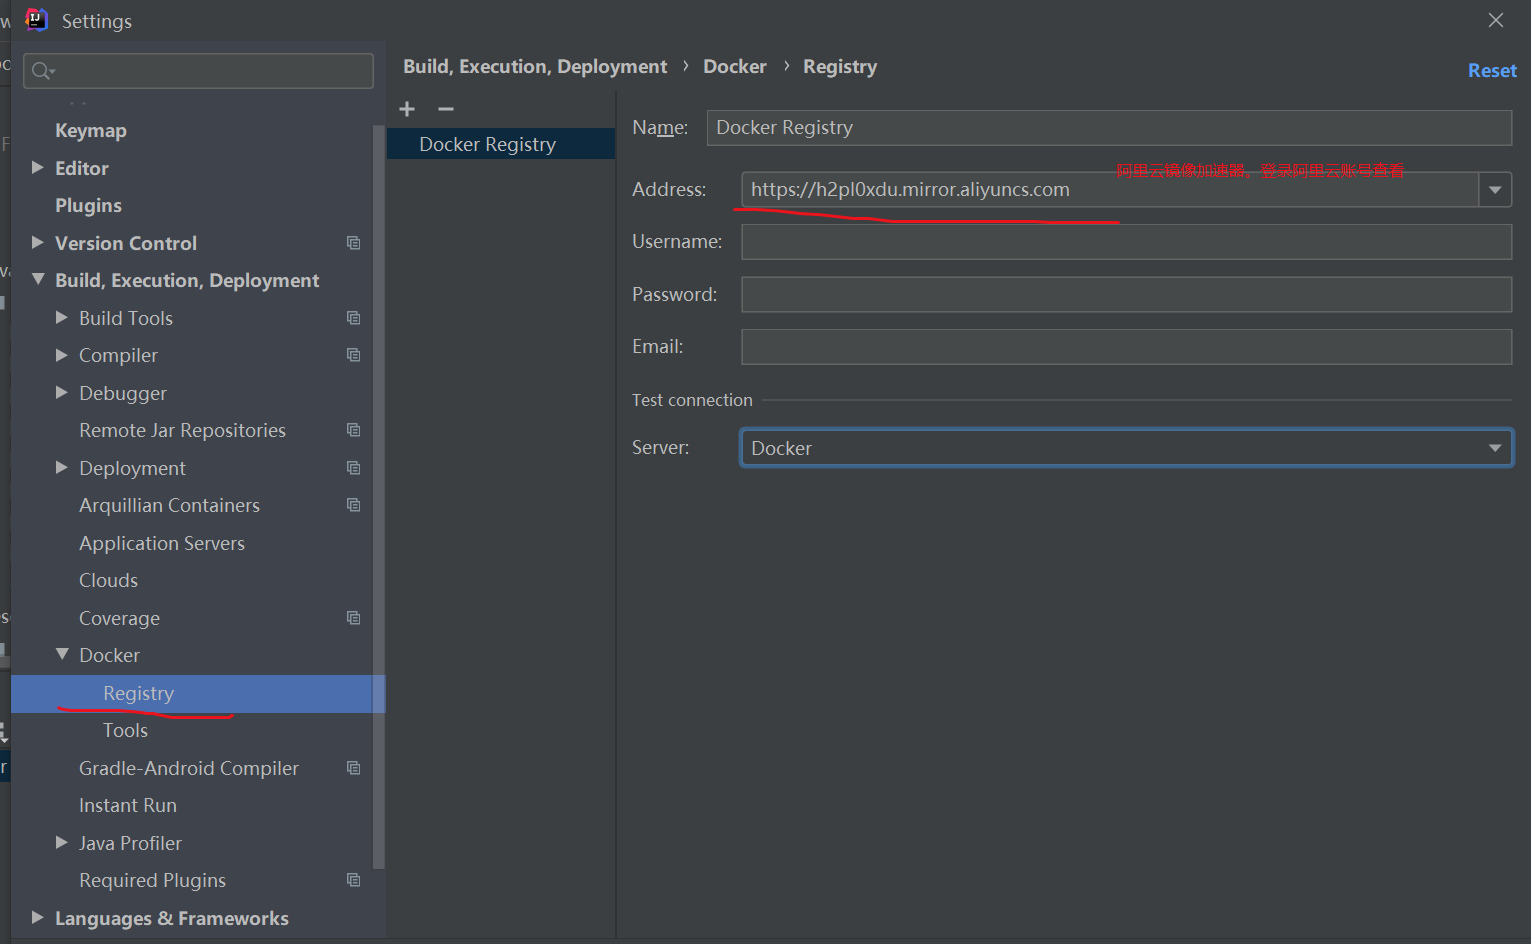 Settings
Build, Execution, Deployment › Docker › Registry
Reset
Keymap
Editor
Plugins
Version Control
Build, Execution, Deployment
Build Tools
Compiler
Debugger
Remote Jar Repositories
Deployment
Arquillian Containers
Application Servers
Clouds
Coverage
Docker
Registry
Tools
Gradle-Android Compiler
Instant Run
Java Profiler
Required Plugins
Languages & Frameworks
Docker Registry
Name: Docker Registry
阿里云镜像加速器。登录阿里云账号查看
Address: https://h2pl0xdu.mirror.aliyuncs.com
Username:
Password:
Email:
Test connection
Server: Docker